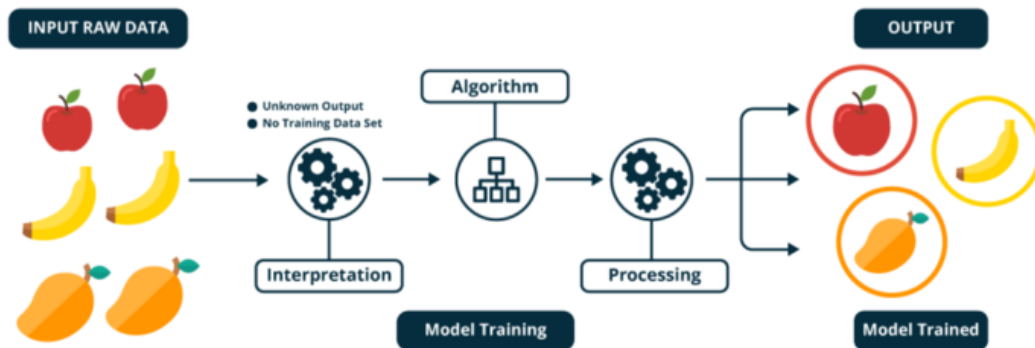 INPUT RAW DATA
OUTPUT
Algorithm
Unknown Output
No Training Data Set
Interpretation
Processing
Model Training
Model Trained